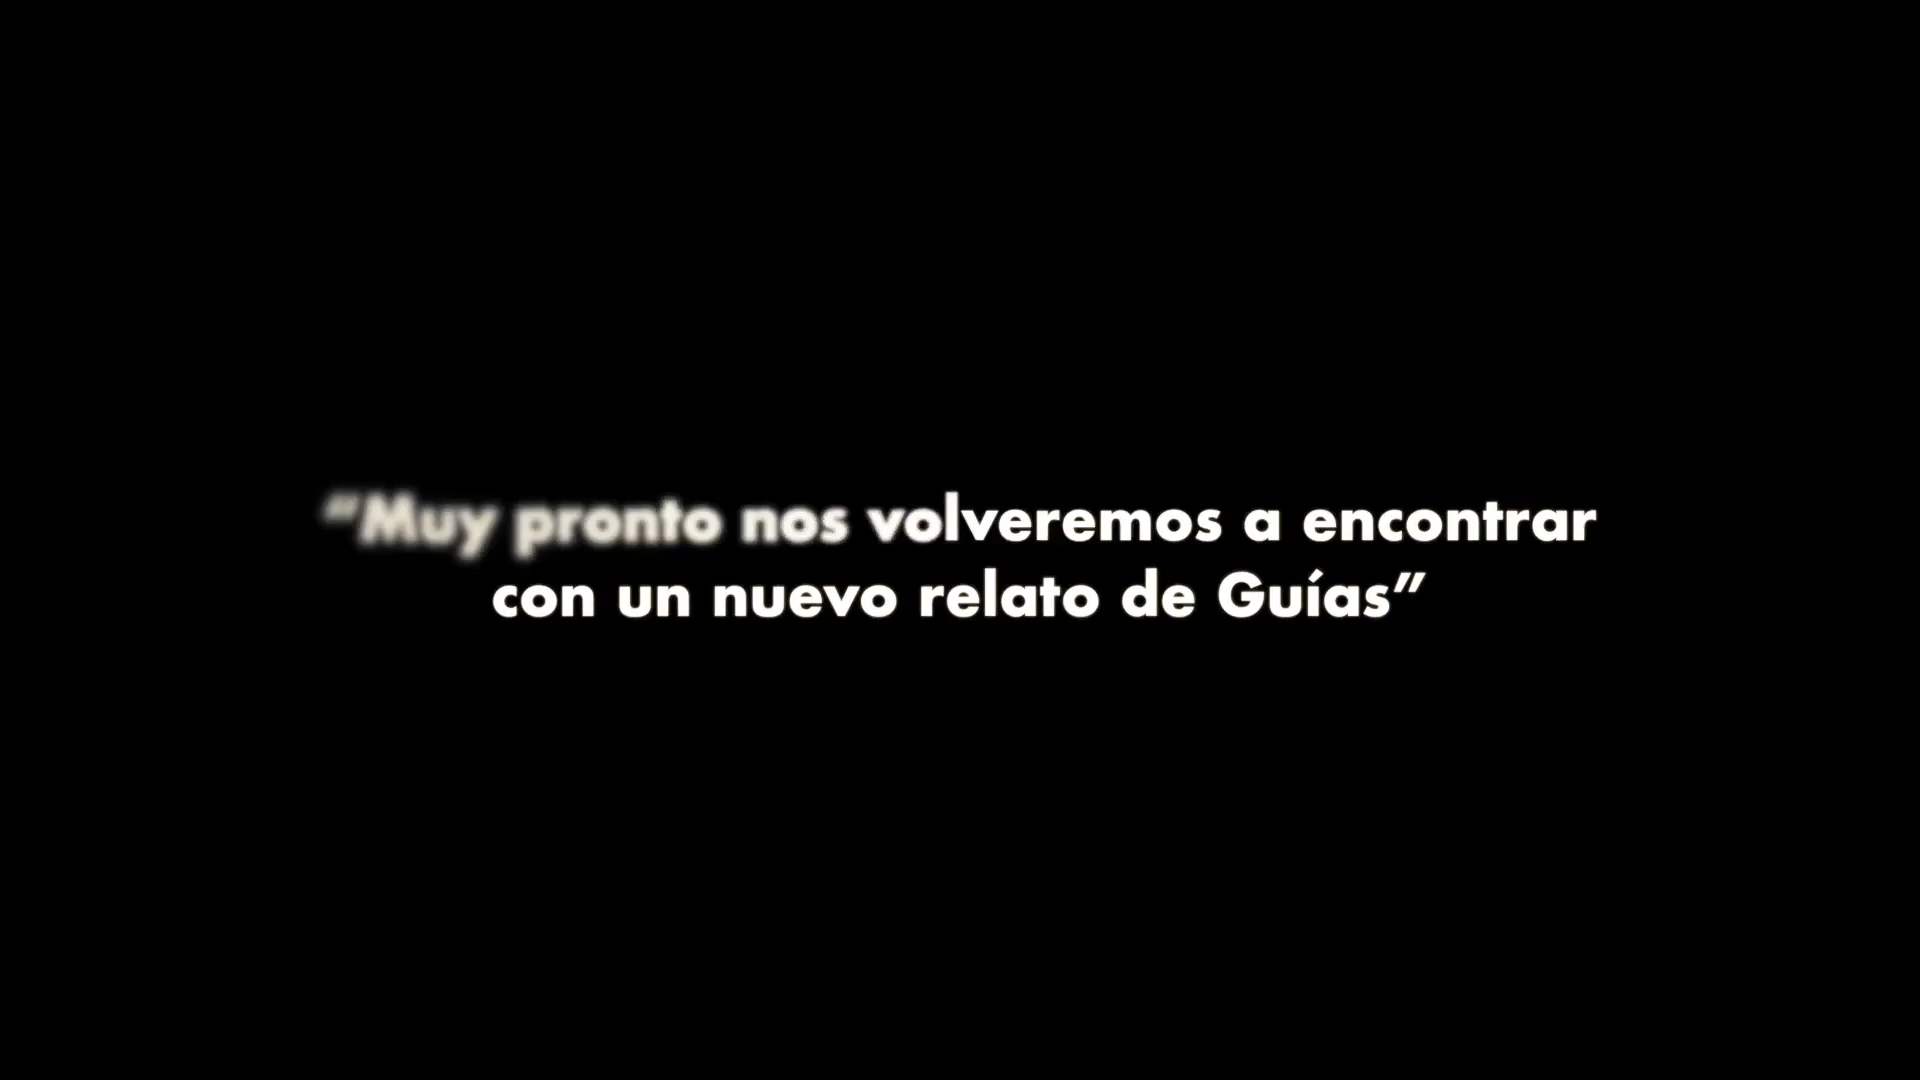 “Muy pronto nos volveremos a encontrar
con un nuevo relato de Guías”